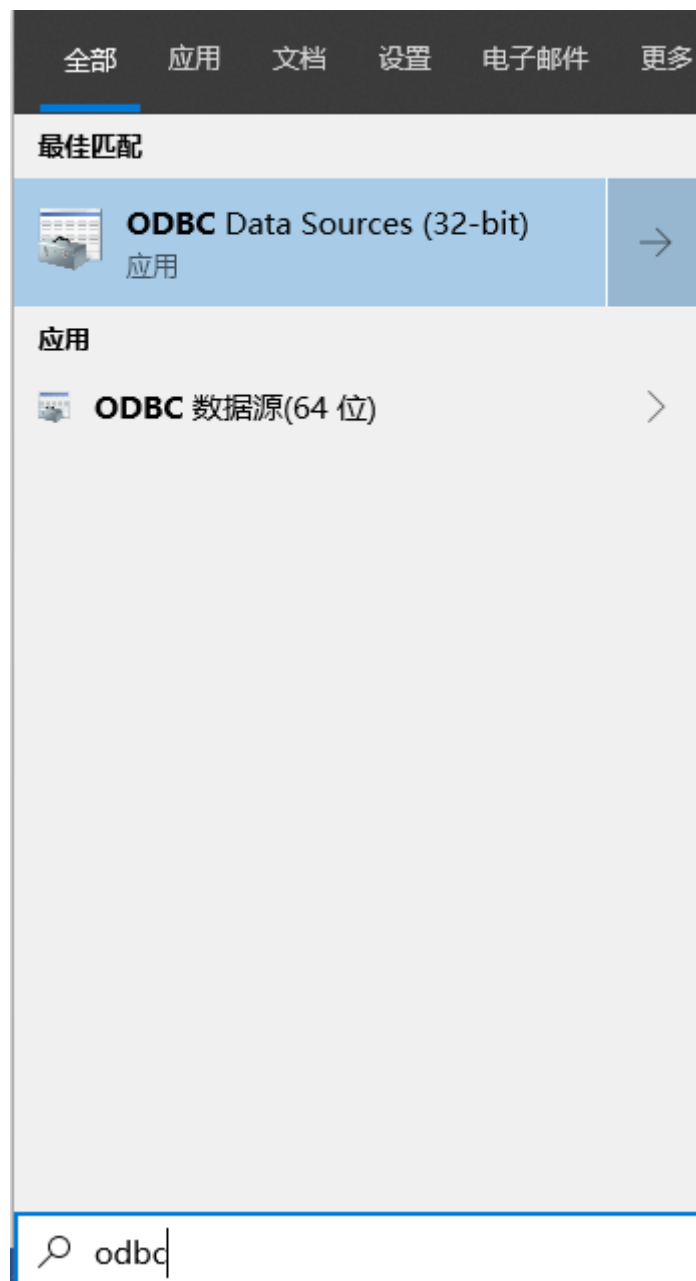 全部 应用 文档 设置 电子邮件 更多
最佳匹配
ODBC Data Sources (32-bit)
应用
应用
ODBC 数据源(64 位)
odbc